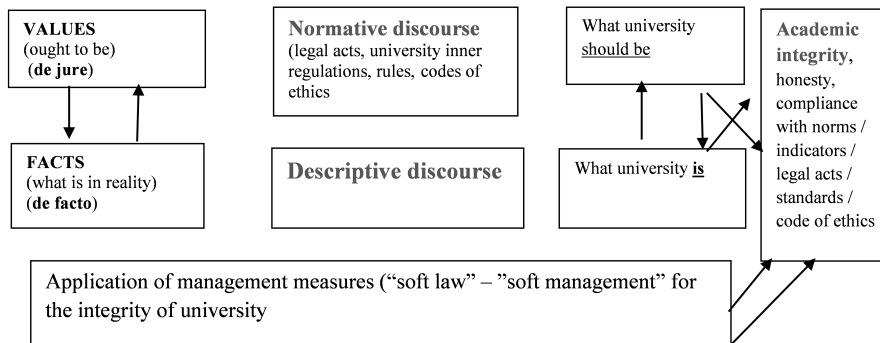 VALUES
(ought to be)
(de jure)
Normative discourse
(legal acts, university inner
regulations, rules, codes of
ethics
What university
should be
Academic
integrity,
honesty,
compliance
with norms /
indicators /
legal acts /
standards /
code of ethics
FACTS
(what is in reality)
(de facto)
Descriptive discourse
What university is
Application of management measures (“soft law” – ”soft management” for
the integrity of university